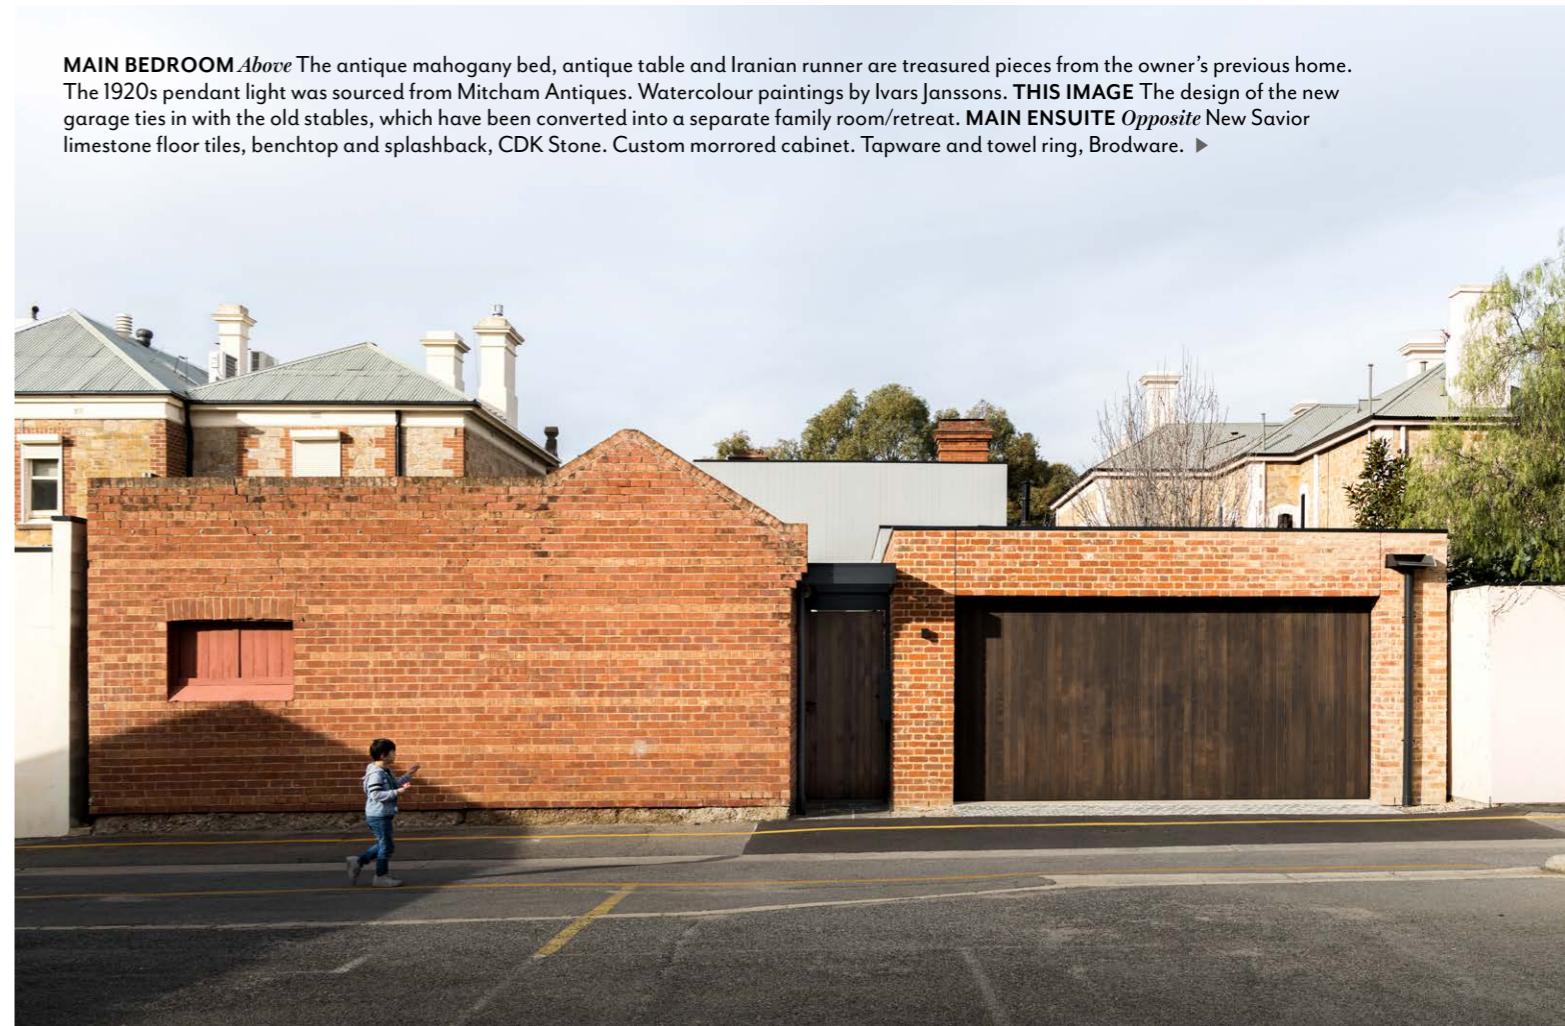 MAIN BEDROOM Above The antique mahogany bed, antique table and Iranian runner are treasured pieces from the owner's previous home.
The 1920s pendant light was sourced from Mitcham Antiques. Watercolour paintings by Ivars Janssons. THIS IMAGE The design of the new
garage ties in with the old stables, which have been converted into a separate family room/retreat. MAIN ENSUITE Opposite New Savior
limestone floor tiles, benchtop and splashback, CDK Stone. Custom morrored cabinet. Tapware and towel ring, Brodware. ▶